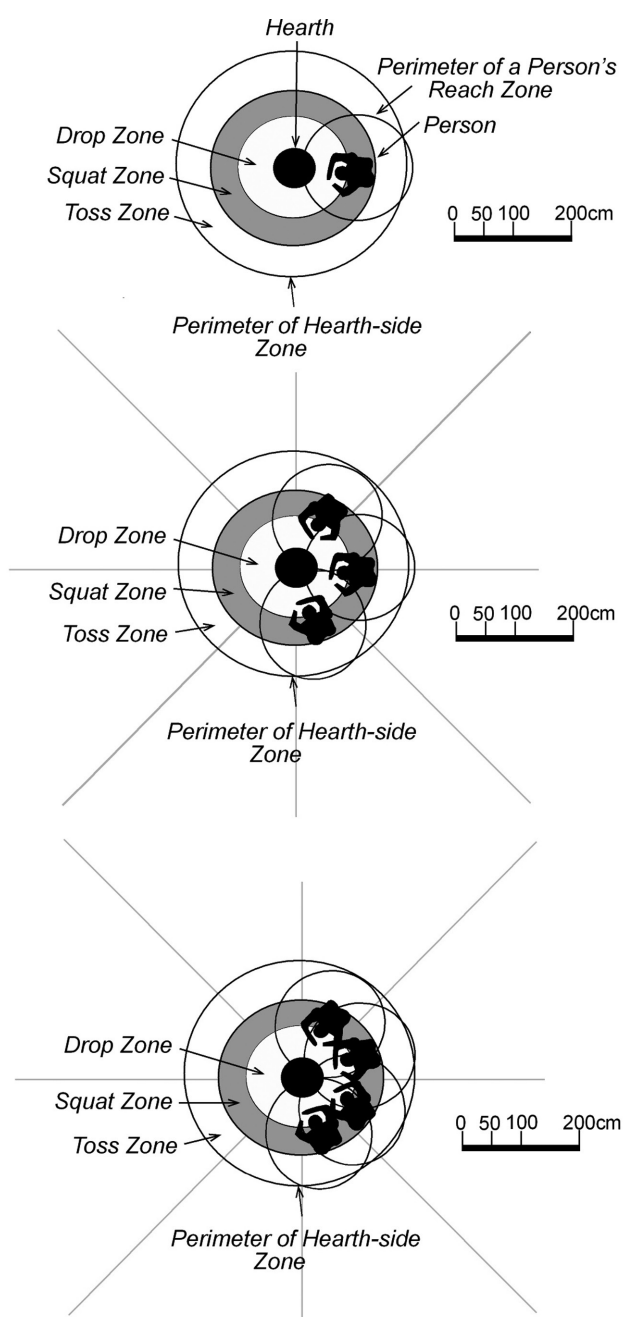 Hearth
Perimeter of a Person's
Reach Zone
Person
Drop Zone
Squat Zone
Toss Zone
0 50 100 200cm
Perimeter of Hearth-side
Zone
Drop Zone
Squat Zone
Toss Zone
0 50 100 200cm
Perimeter of Hearth-side
Zone
Drop Zone
Squat Zone
Toss Zone
0 50 100 200cm
Perimeter of Hearth-side
Zone